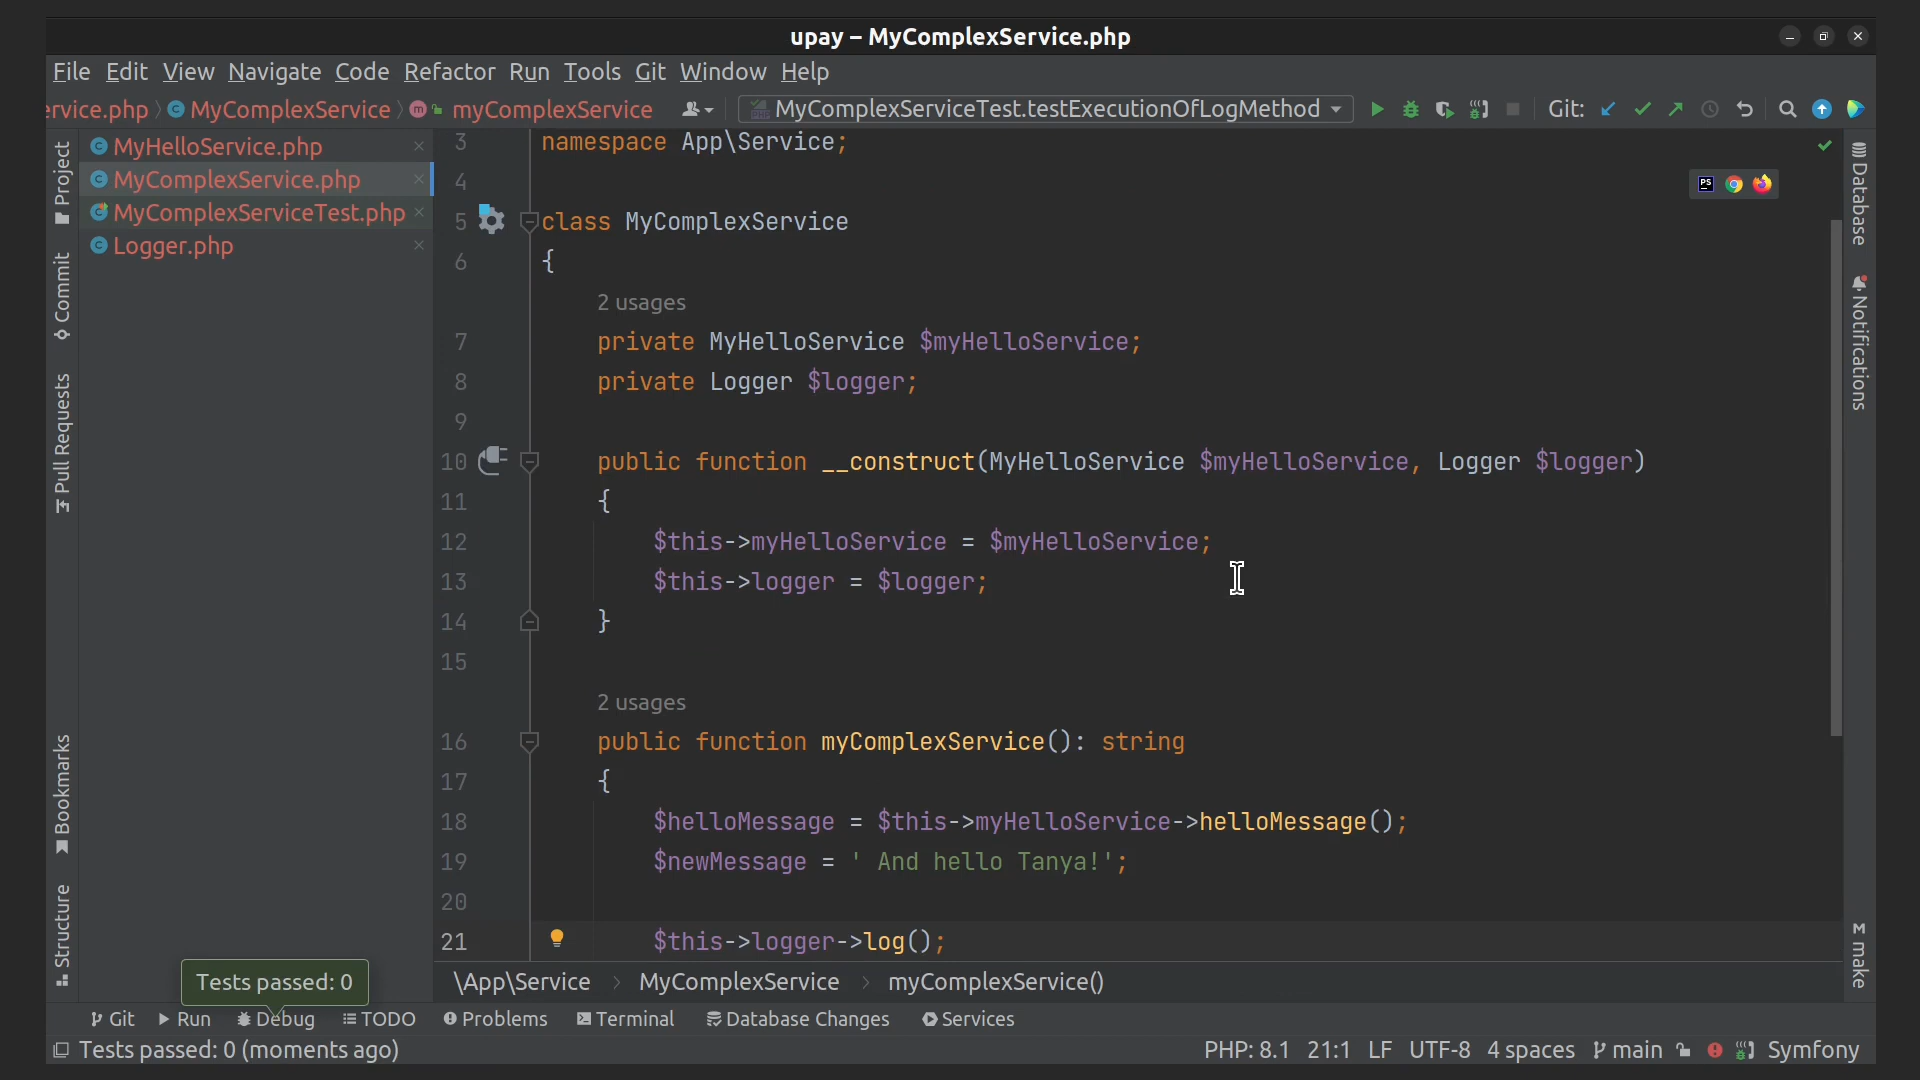 upay – MyComplexService.php
File Edit View Navigate Code Refactor Run Tools Git Window Help
ervice.php MyComplexService m myComplexService MyComplexServiceTest.testExecutionOfLogMethod Git:
Project
Commit
Pull Requests
Bookmarks
Structure
MyHelloService.php
MyComplexService.php
MyComplexServiceTest.php
Logger.php
3 namespace App\Service;
4
5 class MyComplexService
6 {
2 usages
7 private MyHelloService $myHelloService;
8 private Logger $logger;
9
10 public function __construct(MyHelloService $myHelloService, Logger $logger)
11 {
12 $this->myHelloService = $myHelloService;
13 $this->logger = $logger;
14 }
15
2 usages
16 public function myComplexService(): string
17 {
18 $helloMessage = $this->myHelloService->helloMessage();
19 $newMessage = ' And hello Tanya!';
20
21 $this->logger->log();
PS
Database
Notifications
M make
\App\Service MyComplexService myComplexService()
Tests passed: 0
Git Run Debug TODO Problems Terminal Database Changes Services
Tests passed: 0 (moments ago) PHP: 8.1 21:1 LF UTF-8 4 spaces main Symfony